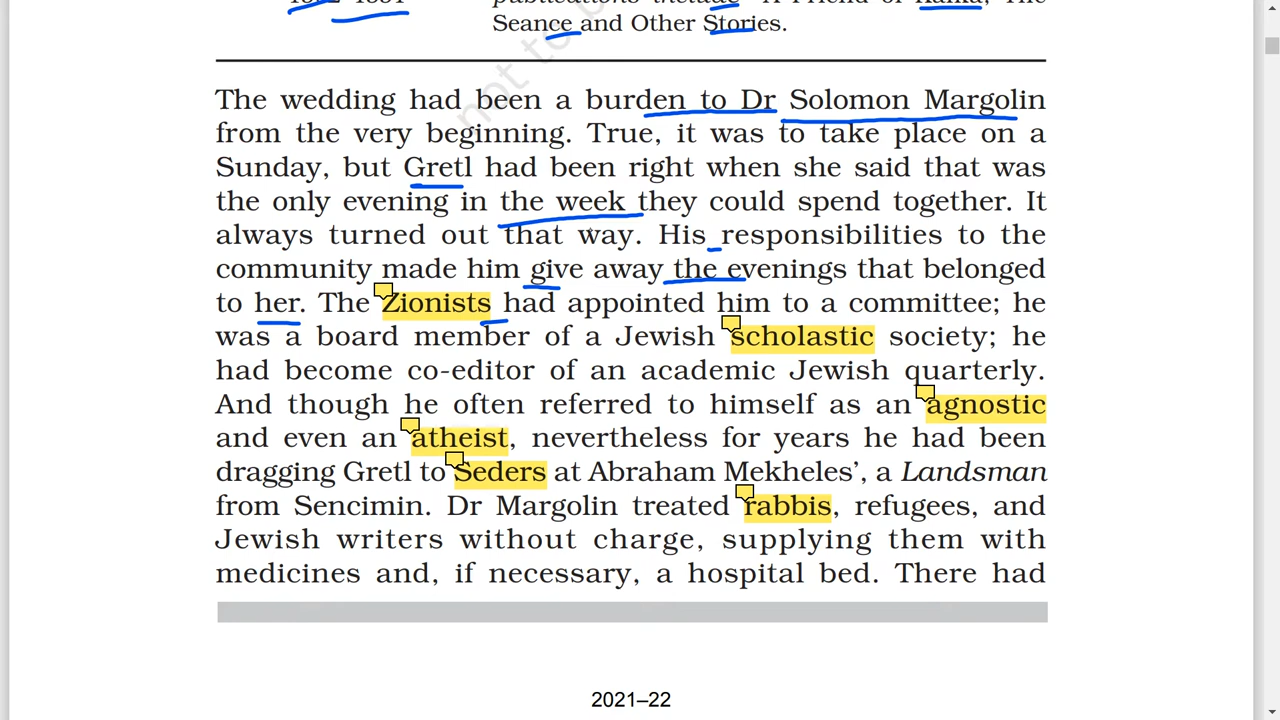 Seance and Other Stories.
The wedding had been a burden to Dr Solomon Margolin
from the very beginning. True, it was to take place on a
Sunday, but Gretl had been right when she said that was
the only evening in the week they could spend together. It
always turned out that way. His responsibilities to the
community made him give away the evenings that belonged
to her. The Zionists had appointed him to a committee; he
was a board member of a Jewish scholastic society; he
had become co-editor of an academic Jewish quarterly.
And though he often referred to himself as an agnostic
and even an atheist, nevertheless for years he had been
dragging Gretl to Seders at Abraham Mekheles’, a Landsman
from Sencimin. Dr Margolin treated rabbis, refugees, and
Jewish writers without charge, supplying them with
medicines and, if necessary, a hospital bed. There had
2021–22